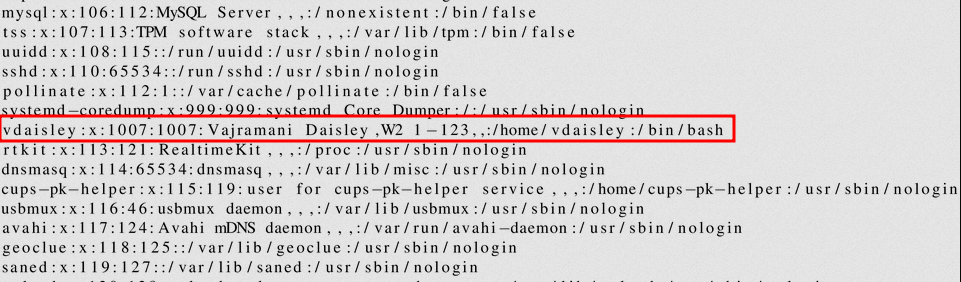 mysql:x:106:112:MySQL Server,,,:/nonexistent:/bin/false
tss:x:107:113:TPM software stack,,,:/var/lib/tpm:/bin/false
uuidd:x:108:115::/run/uuidd:/usr/sbin/nologin
sshd:x:110:65534::/run/sshd:/usr/sbin/nologin
pollinate:x:112:1::/var/cache/pollinate:/bin/false
systemd-coredump:x:999:999:systemd Core Dumper:/:/usr/sbin/nologin
vdaisley:x:1007:1007:Vajramani Daisley,W2 1-123,,:/home/vdaisley:/bin/bash
rtkit:x:113:121:RealtimeKit,,,:/proc:/usr/sbin/nologin
dnsmasq:x:114:65534:dnsmasq,,,:/var/lib/misc:/usr/sbin/nologin
cups-pk-helper:x:115:119:user for cups-pk-helper service,,,:/home/cups-pk-helper:/usr/sbin/nologin
usbmux:x:116:46:usbmux daemon,,,:/var/lib/usbmux:/usr/sbin/nologin
avahi:x:117:124:Avahi mDNS daemon,,,:/var/run/avahi-daemon:/usr/sbin/nologin
geoclue:x:118:125::/var/lib/geoclue:/usr/sbin/nologin
saned:x:119:127::/var/lib/saned:/usr/sbin/nologin